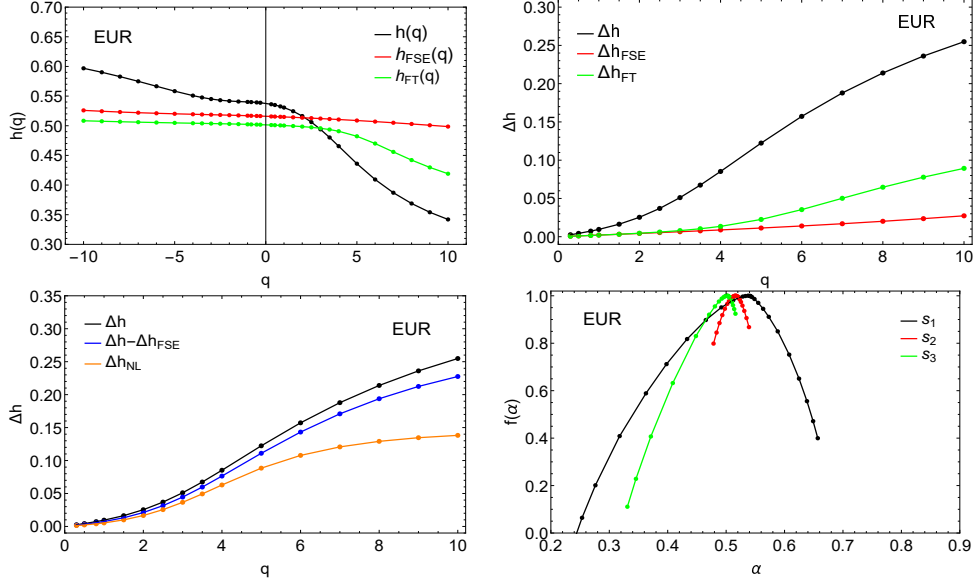 0.70
0.65
0.60
0.55
0.50
0.45
0.40
0.35
0.30
h(q)
EUR
h(q)
hFSE(q)
hFT(q)
−10 −5 0 5 10
q
0.30
0.25
0.20
0.15
0.10
0.05
0.00
Δh
EUR
Δh
ΔhFSE
ΔhFT
0 2 4 6 8 10
q
0.35
0.30
0.25
0.20
0.15
0.10
0.05
0.00
Δh
Δh
Δh−ΔhFSE
ΔhNL
EUR
0 2 4 6 8 10
q
1.0
0.8
0.6
0.4
0.2
0.0
f(α)
EUR
s1
s2
s3
0.2 0.3 0.4 0.5 0.6 0.7 0.8 0.9
α